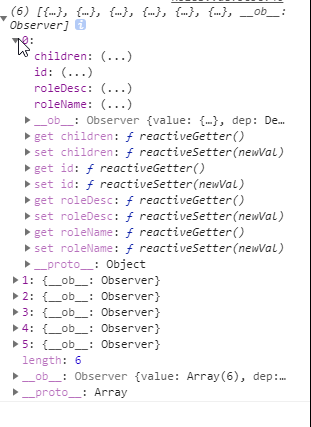 (6) [{…}, {…}, {…}, {…}, {…}, {…}, __ob__:
Observer] i
0:
children: (...)
id: (...)
roleDesc: (...)
roleName: (...)
__ob__: Observer {value: {…}, dep: De…
get children: ƒ reactiveGetter()
set children: ƒ reactiveSetter(newVal)
get id: ƒ reactiveGetter()
set id: ƒ reactiveSetter(newVal)
get roleDesc: ƒ reactiveGetter()
set roleDesc: ƒ reactiveSetter(newVal)
get roleName: ƒ reactiveGetter()
set roleName: ƒ reactiveSetter(newVal)
__proto__: Object
1: {__ob__: Observer}
2: {__ob__: Observer}
3: {__ob__: Observer}
4: {__ob__: Observer}
5: {__ob__: Observer}
length: 6
__ob__: Observer {value: Array(6), dep:…
__proto__: Array